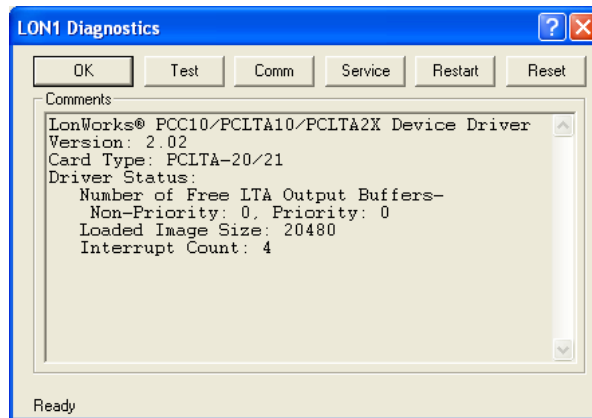 LON1 Diagnostics
OK Test Comm Service Restart Reset
Comments
LonWorks® PCC10/PCLTA10/PCLTA2X Device Driver
Version: 2.02
Card Type: PCLTA-20/21
Driver Status:
Number of Free LTA Output Buffers-
Non-Priority: 0, Priority: 0
Loaded Image Size: 20480
Interrupt Count: 4
Ready